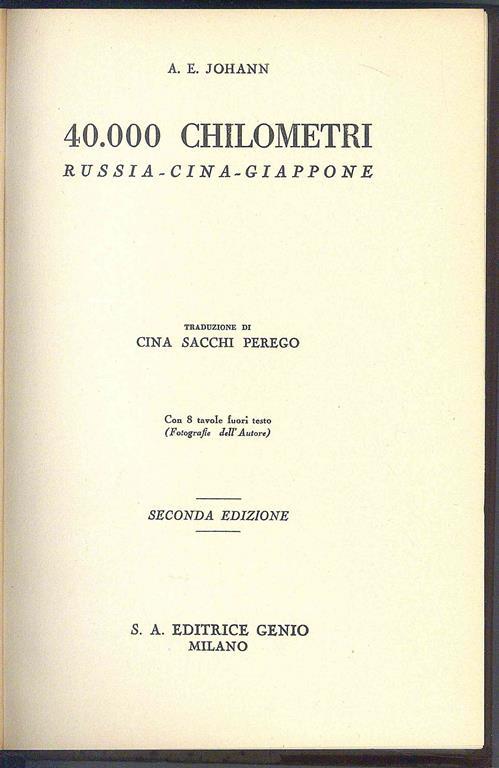 A. E. JOHANN
40.000 CHILOMETRI
RUSSIA-CINA-GIAPPONE
TRADUZIONE DI
CINA SACCHI PEREGO
Con 8 tavole fuori testo
(Fotografie dell'Autore)
SECONDA EDIZIONE
S. A. EDITRICE GENIO
MILANO